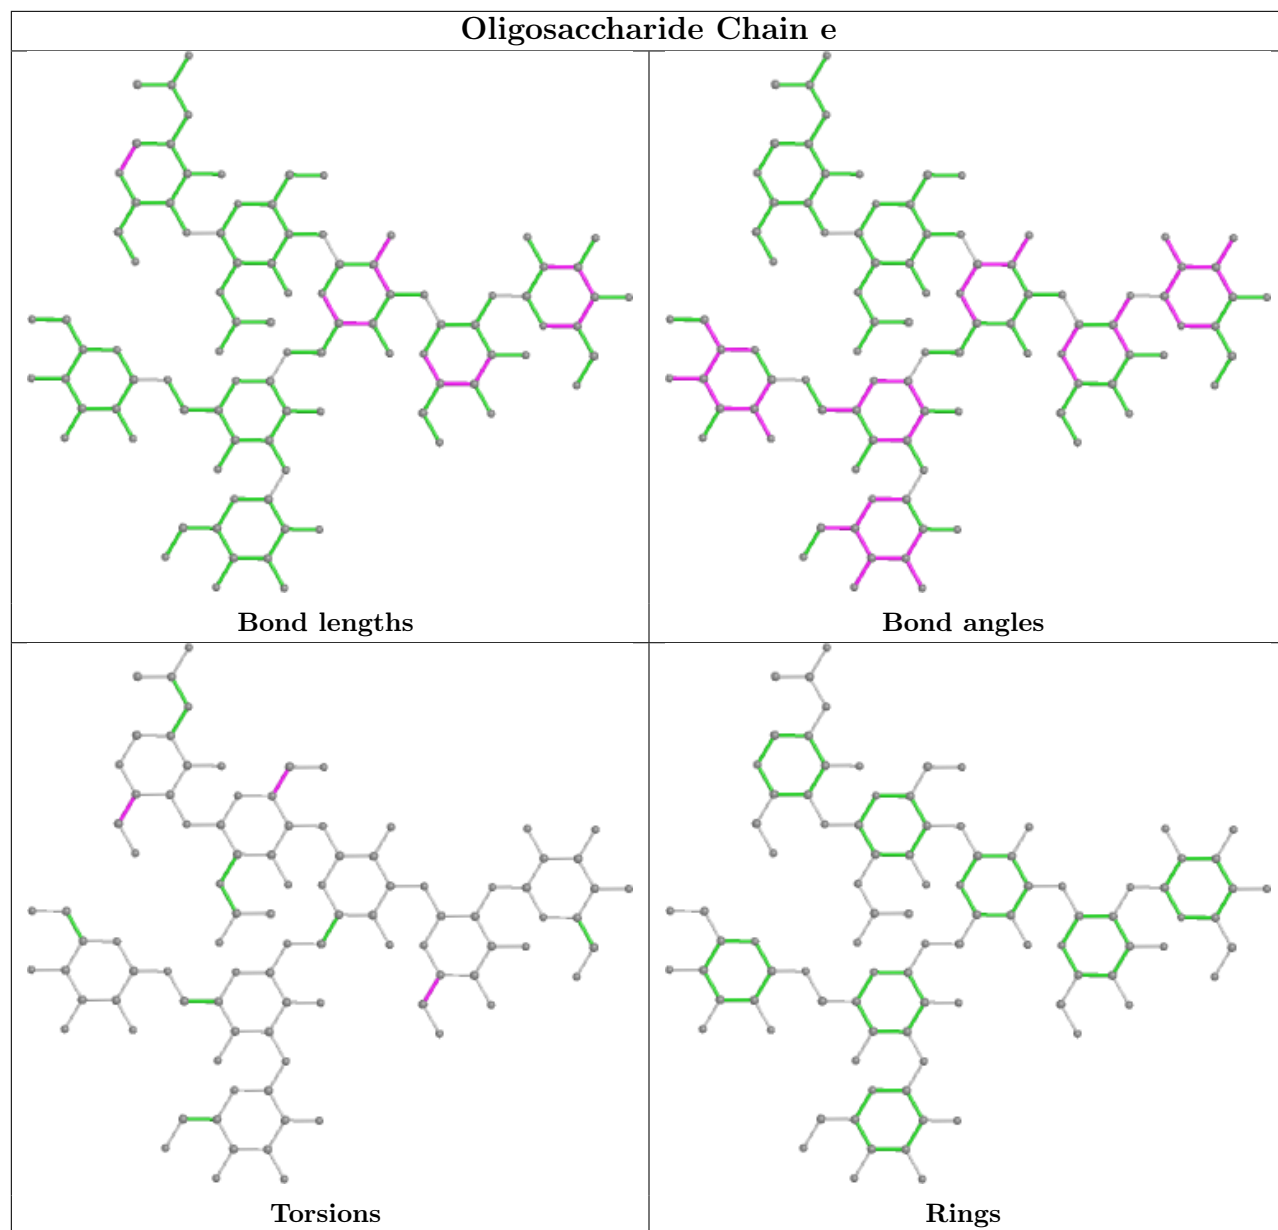 Oligosaccharide Chain e
Bond lengths
Bond angles
Torsions
Rings